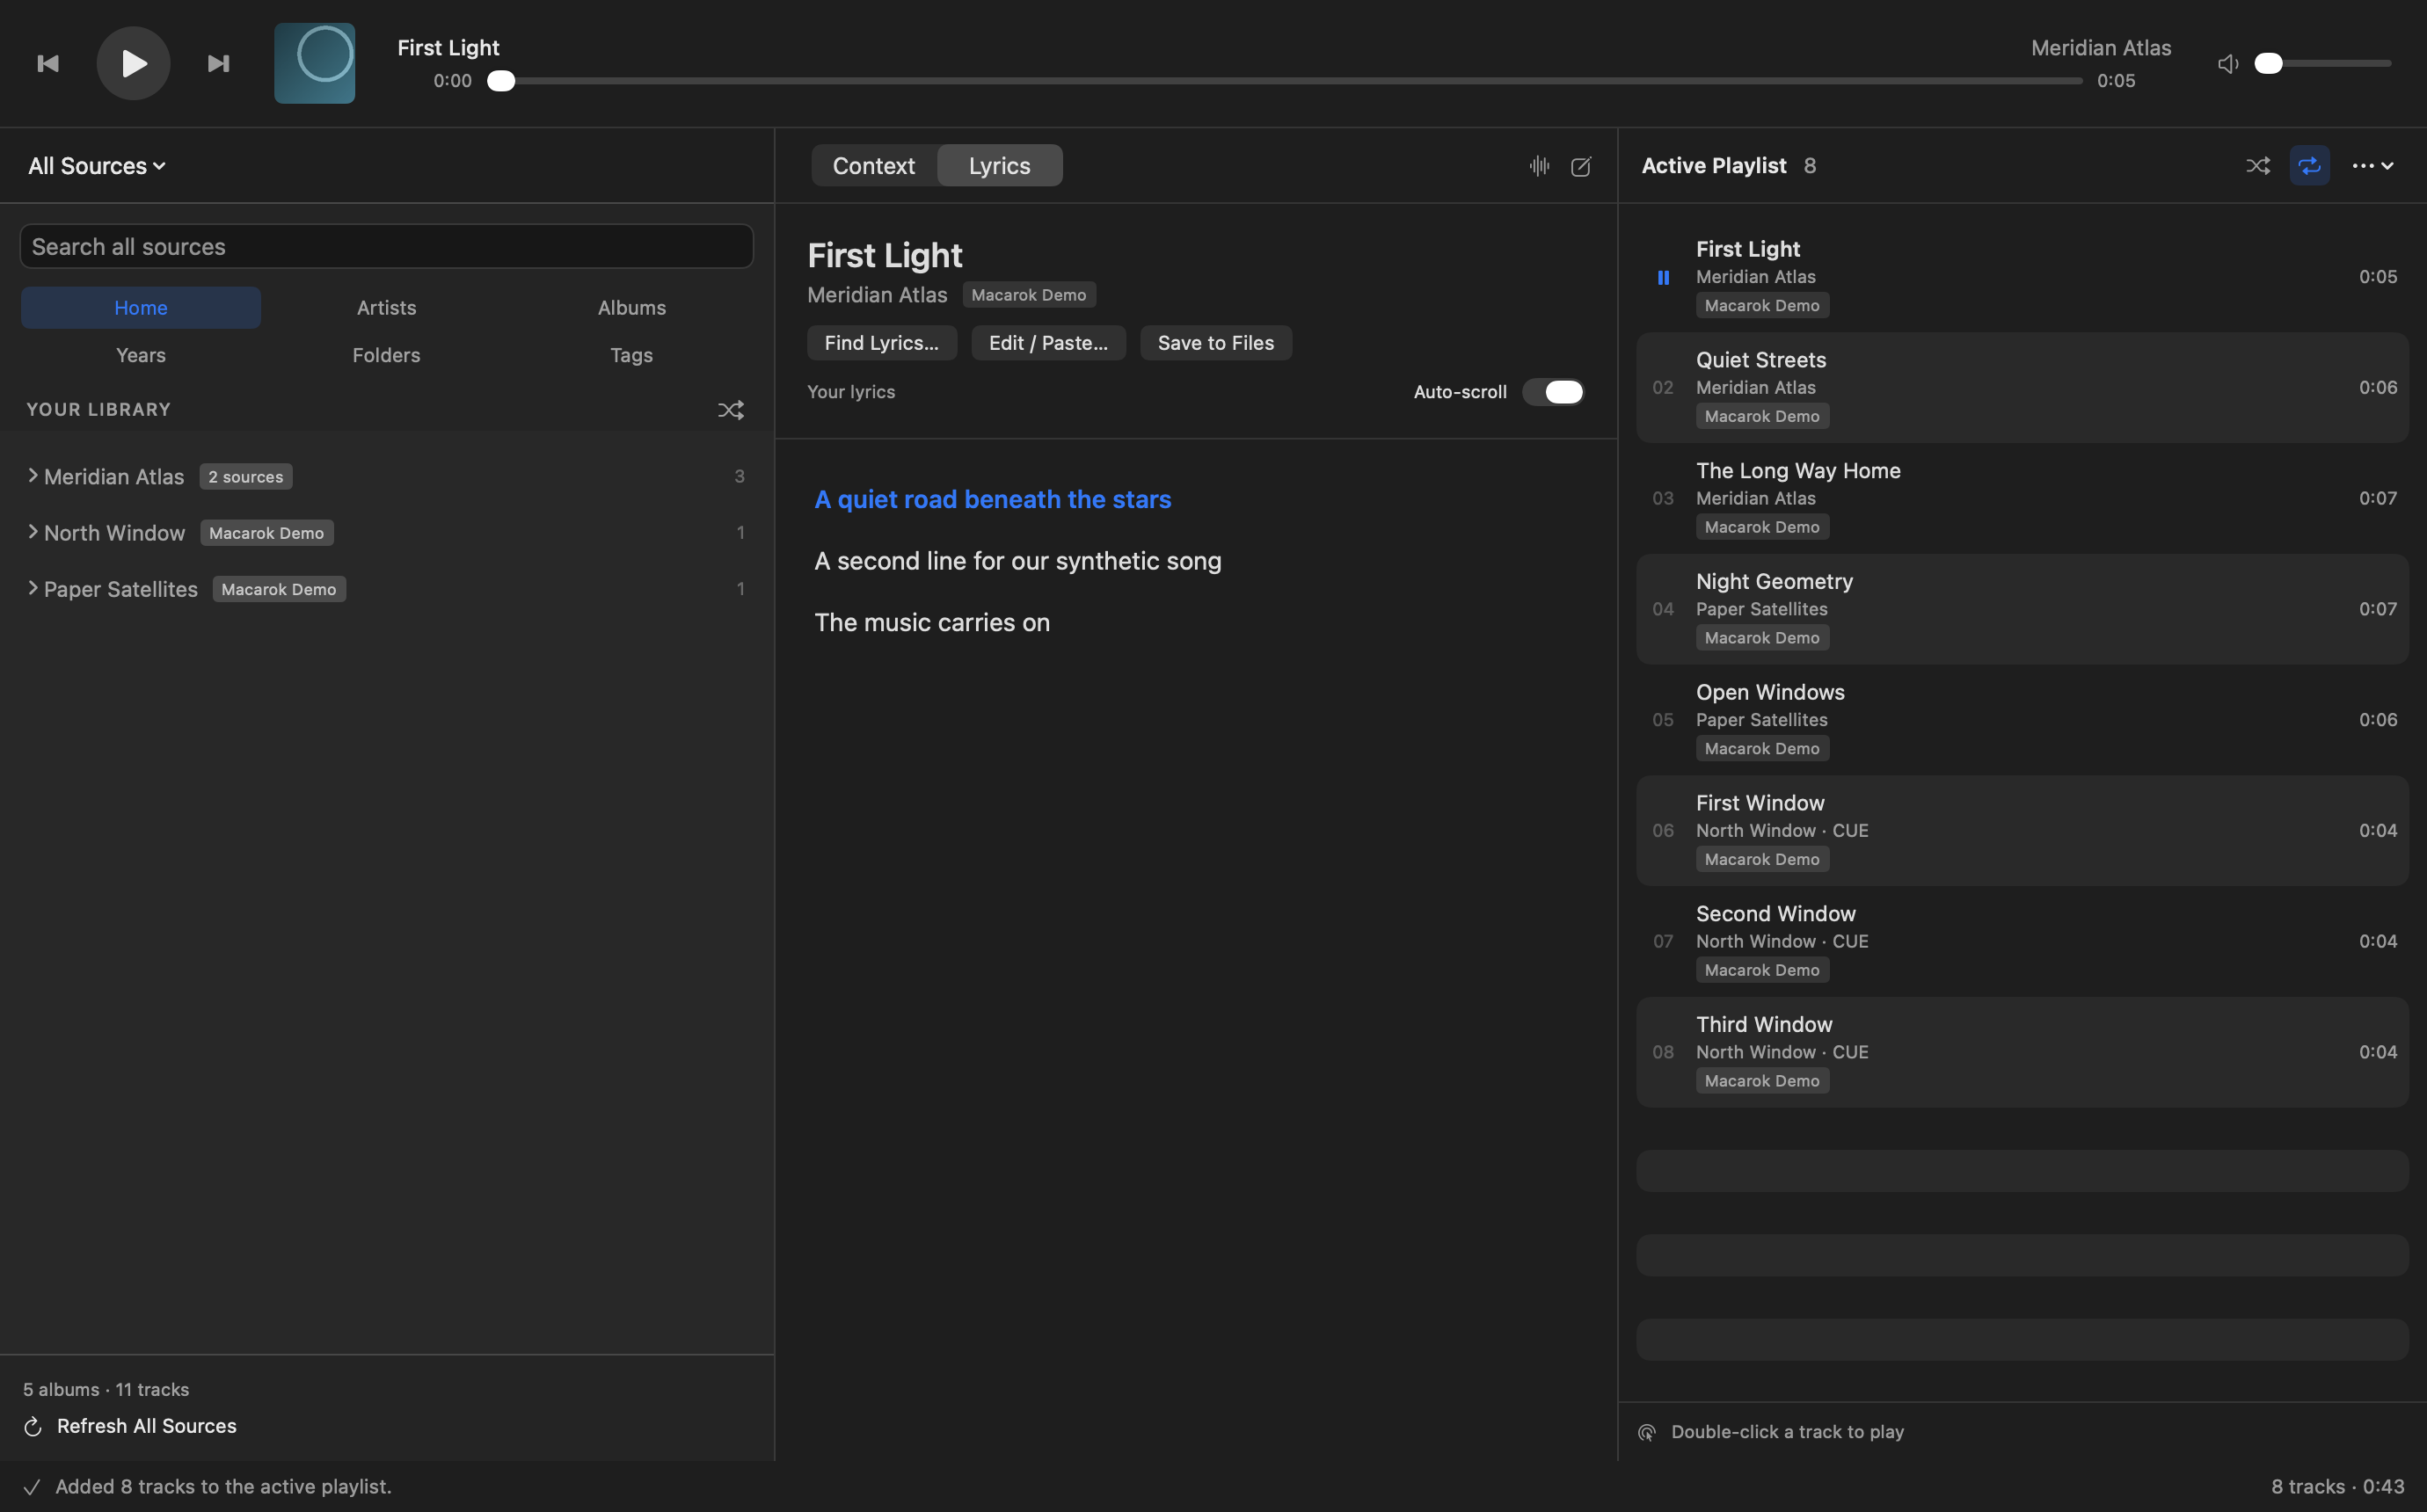 First Light
Meridian Atlas
0:00
0:05
All Sources
Search all sources
Home
Artists
Albums
Years
Folders
Tags
YOUR LIBRARY
Meridian Atlas 2 sources 3
North Window Macarok Demo 1
Paper Satellites Macarok Demo 1
5 albums · 11 tracks
Refresh All Sources
Context
Lyrics
First Light
Meridian Atlas Macarok Demo
Find Lyrics...
Edit / Paste...
Save to Files
Your lyrics
Auto-scroll
A quiet road beneath the stars
A second line for our synthetic song
The music carries on
Active Playlist 8
First Light
Meridian Atlas
0:05
Macarok Demo
Quiet Streets
02
Meridian Atlas
0:06
Macarok Demo
The Long Way Home
03
Meridian Atlas
0:07
Macarok Demo
Night Geometry
04
Paper Satellites
0:07
Macarok Demo
Open Windows
05
Paper Satellites
0:06
Macarok Demo
First Window
06
North Window · CUE
0:04
Macarok Demo
Second Window
07
North Window · CUE
0:04
Macarok Demo
Third Window
08
North Window · CUE
0:04
Macarok Demo
Double-click a track to play
Added 8 tracks to the active playlist.
8 tracks · 0:43